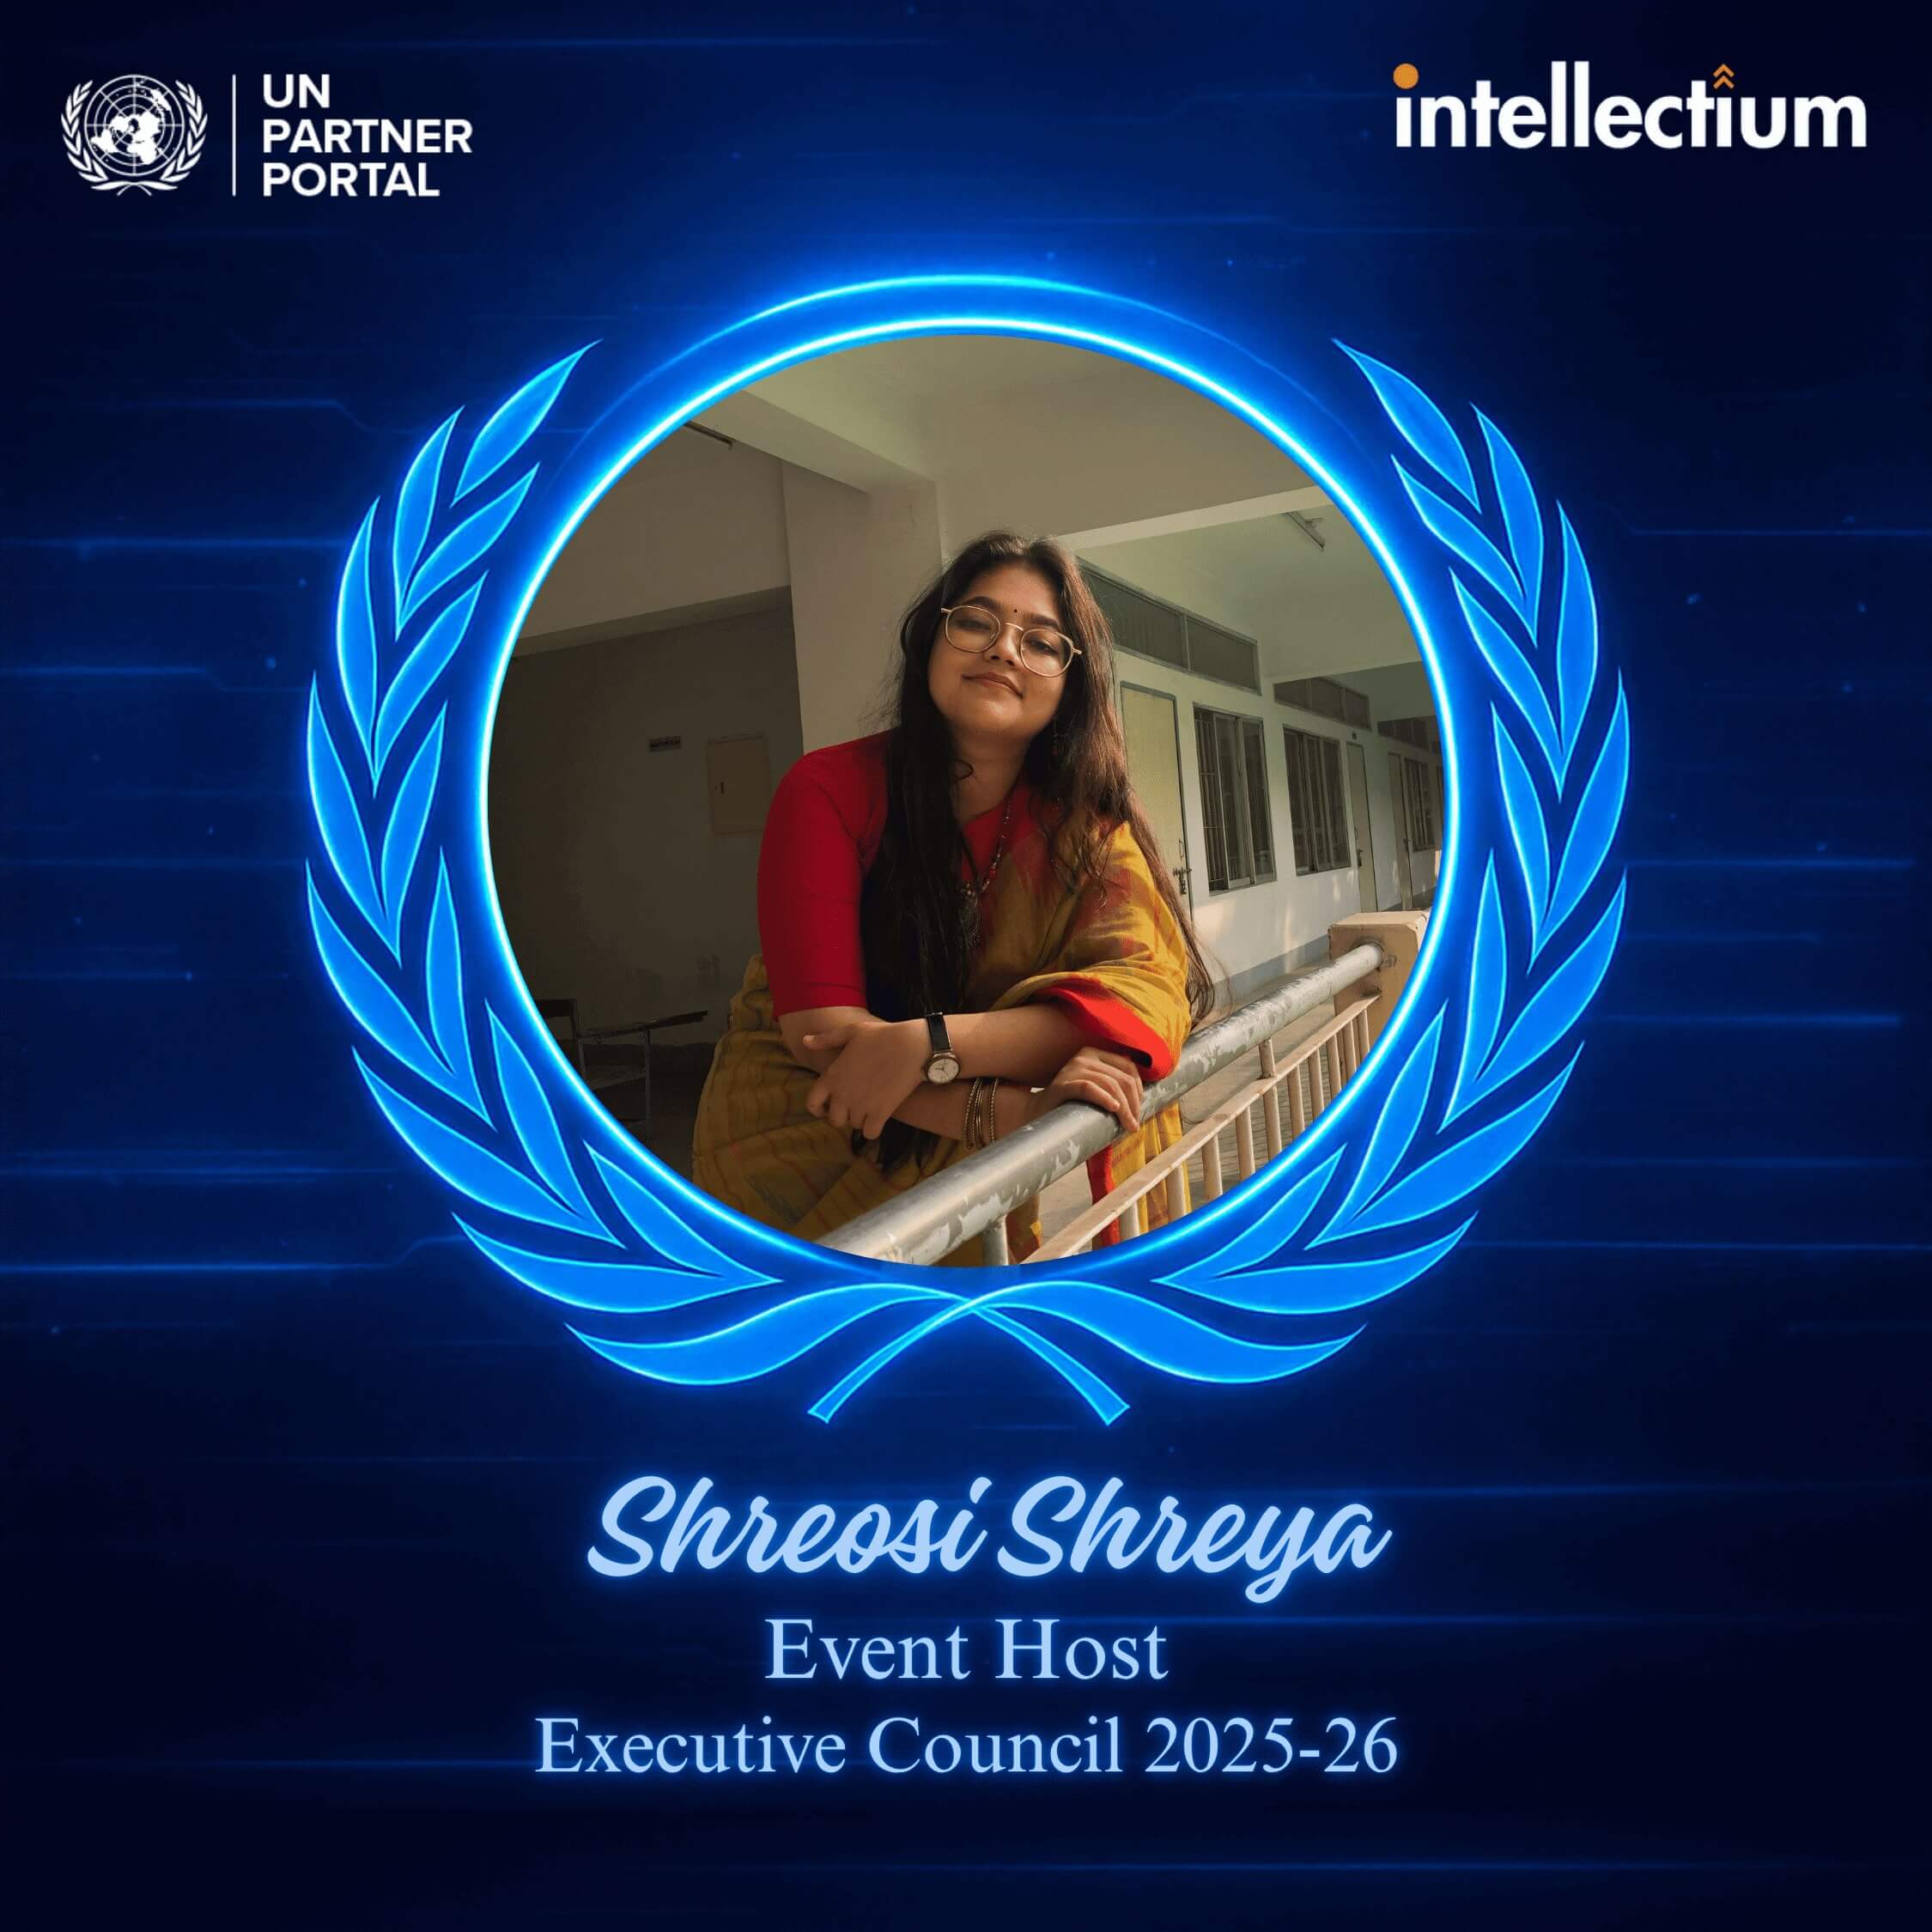 UN
PARTNER
PORTAL
intellectium
Shreosi Shreya
Event Host
Executive Council 2025-26